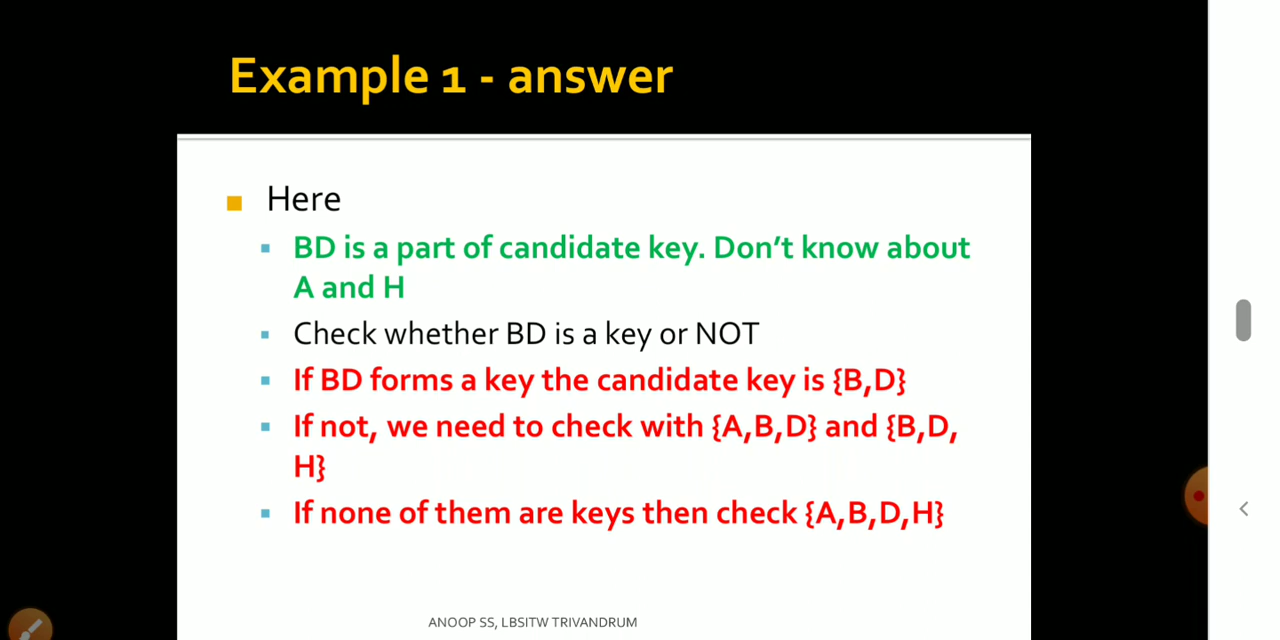 Example 1 - answer
Here
BD is a part of candidate key. Don’t know about
A and H
Check whether BD is a key or NOT
If BD forms a key the candidate key is {B,D}
If not, we need to check with {A,B,D} and {B,D,
H}
If none of them are keys then check {A,B,D,H}
ANOOP SS, LBSITW TRIVANDRUM